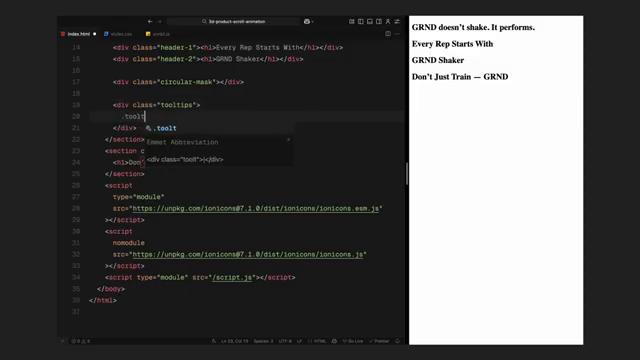 3d-product-scroll-animation
index.html
styles.css
script.js
14 <div class="header-1"><h1>Every Rep Starts With</h1></div>
15 <div class="header-2"><h1>GRND Shaker</h1></div>
16
17 <div class="circular-mask"></div>
18
19 <div class="tooltips">
20 .toolt
21 </div>
.toolt
22 </section>
Emmet Abbreviation
23 <section c
<div class="toolt">|</div>
24 <h1>Don'
25 </section>
26 <script
27 type="module"
28 src="https://unpkg.com/ionicons@7.1.0/dist/ionicons/ionicons.esm.js"
29 ></script>
30 <script
31 nomodule
32 src="https://unpkg.com/ionicons@7.1.0/dist/ionicons/ionicons.js"
33 ></script>
34 <script type="module" src="/script.js"></script>
35 </body>
36 </html>
37
Spaces: 3
UTF-8
LF
HTML
Go Live
Prettier
GRND doesn't shake. It performs.
Every Rep Starts With
GRND Shaker
Don't Just Train — GRND